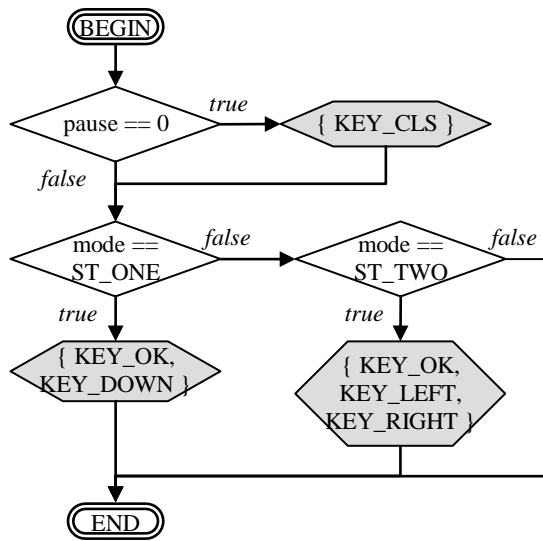 BEGIN
true
pause == 0
{ KEY_CLS }
false
mode ==
ST_ONE
false
mode ==
ST_TWO
false
true
true
{ KEY_OK,
KEY_DOWN }
{ KEY_OK,
KEY_LEFT,
KEY_RIGHT }
END